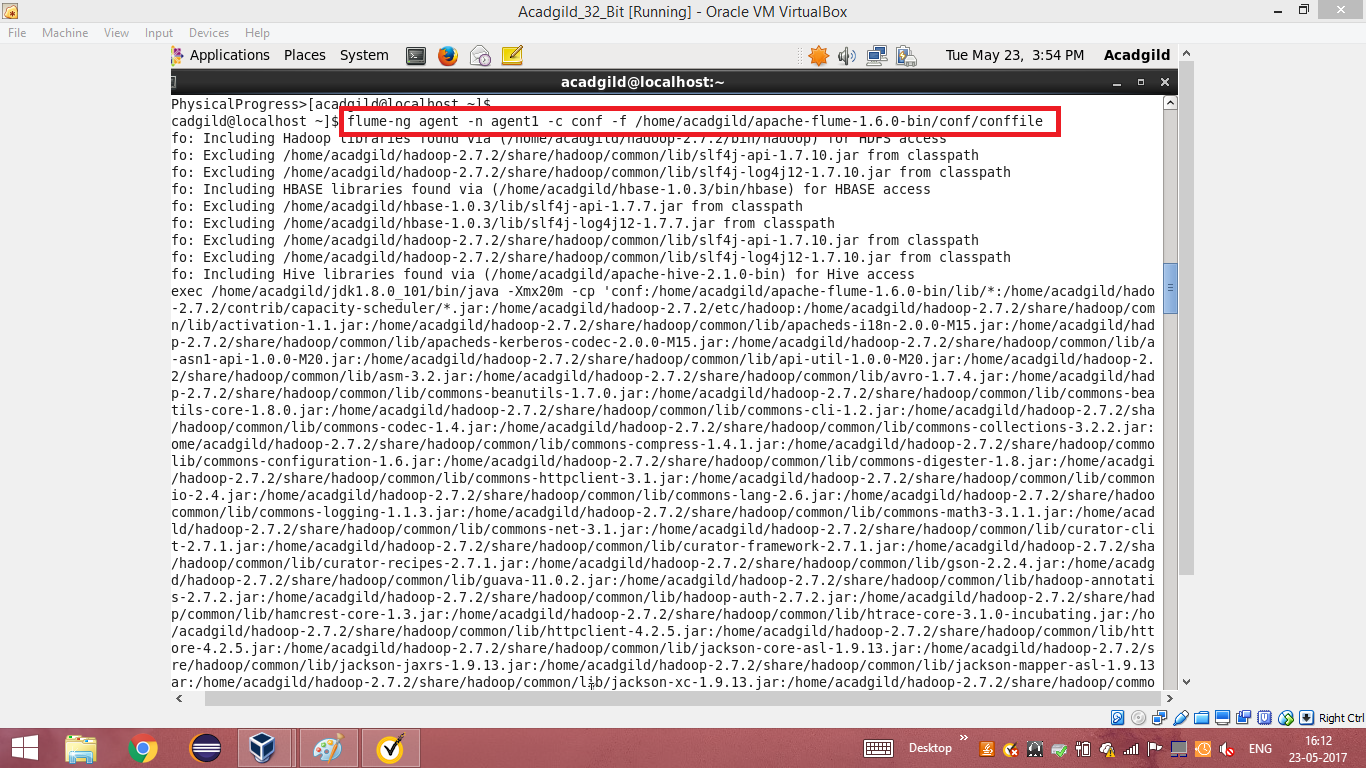 Acadgild_32_Bit [Running] - Oracle VM VirtualBox
File Machine View Input Devices Help
Applications Places System Tue May 23, 3:54 PM Acadgild
acadgild@localhost:~
PhysicalProgress>[acadgild@localhost ~]$
cadgild@localhost ~]$ flume-ng agent -n agent1 -c conf -f /home/acadgild/apache-flume-1.6.0-bin/conf/conffile
fo: Including Hadoop libraries found via (/home/acadgild/hadoop-2.7.2/bin/hadoop) for HDFS access
fo: Excluding /home/acadgild/hadoop-2.7.2/share/hadoop/common/lib/slf4j-api-1.7.10.jar from classpath
fo: Excluding /home/acadgild/hadoop-2.7.2/share/hadoop/common/lib/slf4j-log4j12-1.7.10.jar from classpath
fo: Including HBASE libraries found via (/home/acadgild/hbase-1.0.3/bin/hbase) for HBASE access
fo: Excluding /home/acadgild/hbase-1.0.3/lib/slf4j-api-1.7.7.jar from classpath
fo: Excluding /home/acadgild/hbase-1.0.3/lib/slf4j-log4j12-1.7.7.jar from classpath
fo: Excluding /home/acadgild/hadoop-2.7.2/share/hadoop/common/lib/slf4j-api-1.7.10.jar from classpath
fo: Excluding /home/acadgild/hadoop-2.7.2/share/hadoop/common/lib/slf4j-log4j12-1.7.10.jar from classpath
fo: Including Hive libraries found via (/home/acadgild/apache-hive-2.1.0-bin) for Hive access
exec /home/acadgild/jdk1.8.0_101/bin/java -Xmx20m -cp 'conf:/home/acadgild/apache-flume-1.6.0-bin/lib/*:/home/acadgild/hado
-2.7.2/contrib/capacity-scheduler/*.jar:/home/acadgild/hadoop-2.7.2/etc/hadoop:/home/acadgild/hadoop-2.7.2/share/hadoop/com
n/lib/activation-1.1.jar:/home/acadgild/hadoop-2.7.2/share/hadoop/common/lib/apacheds-i18n-2.0.0-M15.jar:/home/acadgild/had
p-2.7.2/share/hadoop/common/lib/apacheds-kerberos-codec-2.0.0-M15.jar:/home/acadgild/hadoop-2.7.2/share/hadoop/common/lib/a
-asn1-api-1.0.0-M20.jar:/home/acadgild/hadoop-2.7.2/share/hadoop/common/lib/api-util-1.0.0-M20.jar:/home/acadgild/hadoop-2.
2/share/hadoop/common/lib/asm-3.2.jar:/home/acadgild/hadoop-2.7.2/share/hadoop/common/lib/avro-1.7.4.jar:/home/acadgild/had
p-2.7.2/share/hadoop/common/lib/commons-beanutils-1.7.0.jar:/home/acadgild/hadoop-2.7.2/share/hadoop/common/lib/commons-bea
tils-core-1.8.0.jar:/home/acadgild/hadoop-2.7.2/share/hadoop/common/lib/commons-cli-1.2.jar:/home/acadgild/hadoop-2.7.2/sha
/hadoop/common/lib/commons-codec-1.4.jar:/home/acadgild/hadoop-2.7.2/share/hadoop/common/lib/commons-collections-3.2.2.jar:
ome/acadgild/hadoop-2.7.2/share/hadoop/common/lib/commons-compress-1.4.1.jar:/home/acadgild/hadoop-2.7.2/share/hadoop/commo
lib/commons-configuration-1.6.jar:/home/acadgild/hadoop-2.7.2/share/hadoop/common/lib/commons-digester-1.8.jar:/home/acadgi
/hadoop-2.7.2/share/hadoop/common/lib/commons-httpclient-3.1.jar:/home/acadgild/hadoop-2.7.2/share/hadoop/common/lib/common
io-2.4.jar:/home/acadgild/hadoop-2.7.2/share/hadoop/common/lib/commons-lang-2.6.jar:/home/acadgild/hadoop-2.7.2/share/hadoo
common/lib/commons-logging-1.1.3.jar:/home/acadgild/hadoop-2.7.2/share/hadoop/common/lib/commons-math3-3.1.1.jar:/home/acad
ld/hadoop-2.7.2/share/hadoop/common/lib/commons-net-3.1.jar:/home/acadgild/hadoop-2.7.2/share/hadoop/common/lib/curator-cli
t-2.7.1.jar:/home/acadgild/hadoop-2.7.2/share/hadoop/common/lib/curator-framework-2.7.1.jar:/home/acadgild/hadoop-2.7.2/sha
/hadoop/common/lib/curator-recipes-2.7.1.jar:/home/acadgild/hadoop-2.7.2/share/hadoop/common/lib/gson-2.2.4.jar:/home/acadg
d/hadoop-2.7.2/share/hadoop/common/lib/guava-11.0.2.jar:/home/acadgild/hadoop-2.7.2/share/hadoop/common/lib/hadoop-annotati
s-2.7.2.jar:/home/acadgild/hadoop-2.7.2/share/hadoop/common/lib/hadoop-auth-2.7.2.jar:/home/acadgild/hadoop-2.7.2/share/had
p/common/lib/hamcrest-core-1.3.jar:/home/acadgild/hadoop-2.7.2/share/hadoop/common/lib/htrace-core-3.1.0-incubating.jar:/ho
/acadgild/hadoop-2.7.2/share/hadoop/common/lib/httpclient-4.2.5.jar:/home/acadgild/hadoop-2.7.2/share/hadoop/common/lib/htt
ore-4.2.5.jar:/home/acadgild/hadoop-2.7.2/share/hadoop/common/lib/jackson-core-asl-1.9.13.jar:/home/acadgild/hadoop-2.7.2/s
re/hadoop/common/lib/jackson-jaxrs-1.9.13.jar:/home/acadgild/hadoop-2.7.2/share/hadoop/common/lib/jackson-mapper-asl-1.9.13
ar:/home/acadgild/hadoop-2.7.2/share/hadoop/common/lib/jackson-xc-1.9.13.jar:/home/acadgild/hadoop-2.7.2/share/hadoop/commo
Right Ctrl
Desktop ENG 16:12
23-05-2017